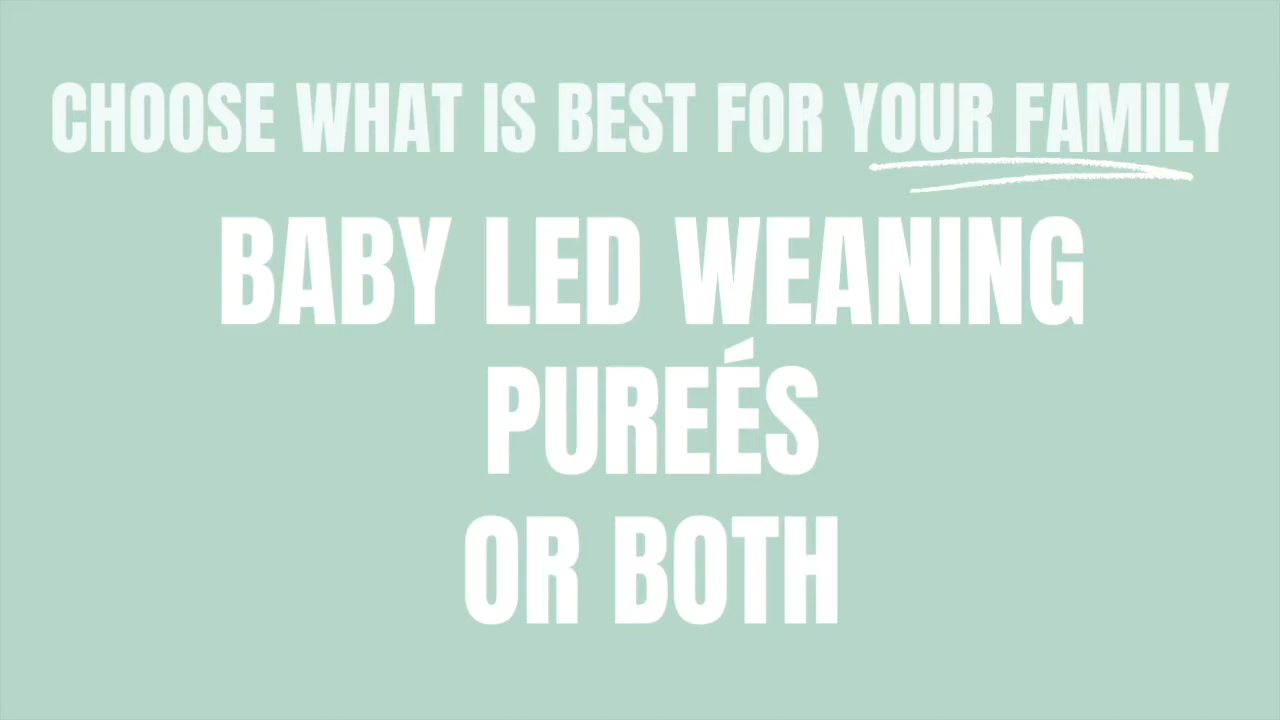 CHOOSE WHAT IS BEST FOR YOUR FAMILY
BABY LED WEANING
PUREÉS
OR BOTH